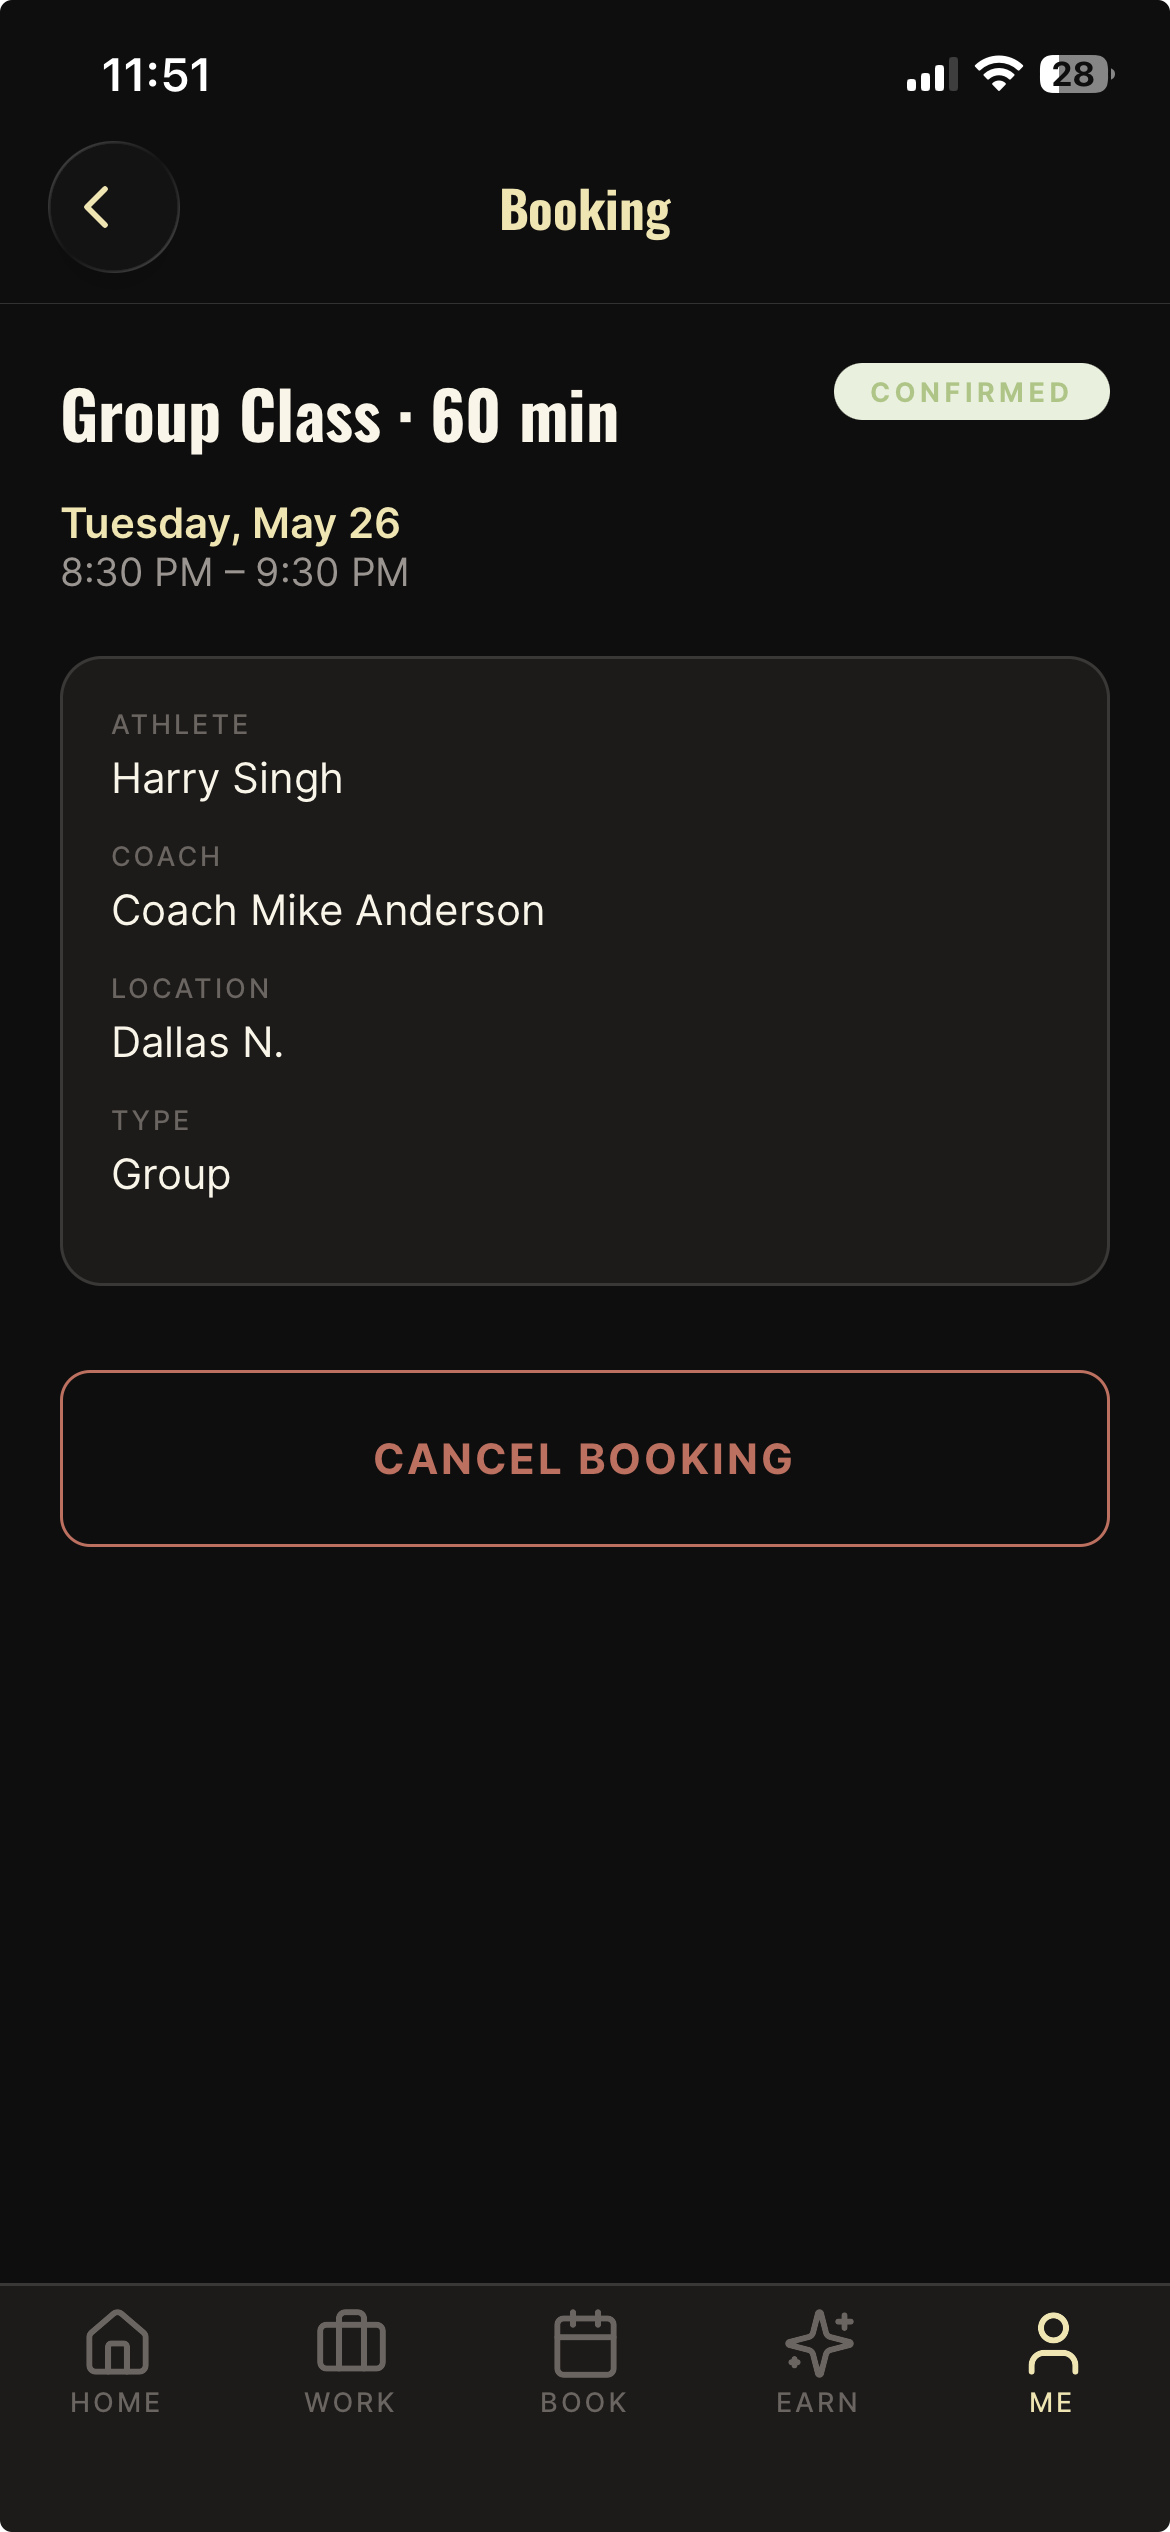 11:51
28
Booking
Group Class · 60 min
CONFIRMED
Tuesday, May 26
8:30 PM – 9:30 PM
ATHLETE
Harry Singh
COACH
Coach Mike Anderson
LOCATION
Dallas N.
TYPE
Group
CANCEL BOOKING
HOME
WORK
BOOK
EARN
ME